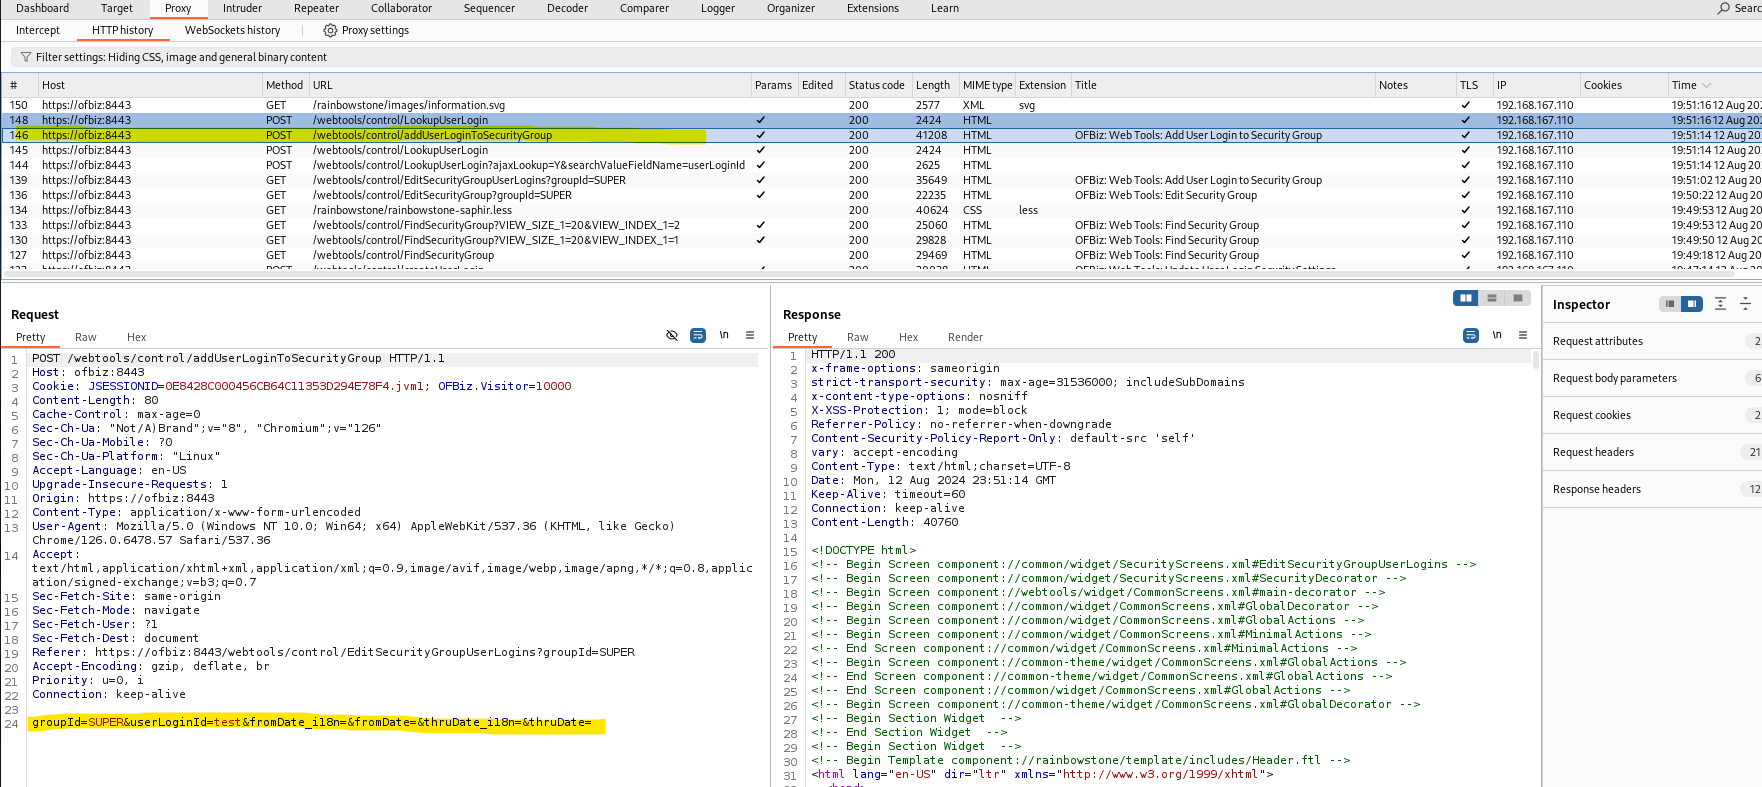 Dashboard Target Proxy Intruder Repeater Collaborator Sequencer Decoder Comparer Logger Organizer Extensions Learn
Intercept HTTP history WebSockets history Proxy settings
Filter settings: Hiding CSS, image and general binary content
# Host Method URL Params Edited Status code Length MIME type Extension Title Notes TLS IP Cookies Time
150 https://ofbiz:8443 GET /rainbowstone/images/information.svg 200 2577 XML svg ✓ 192.168.167.110 19:51:16 12 Aug
148 https://ofbiz:8443 POST /webtools/control/LookupUserLogin ✓ 200 2424 HTML ✓ 192.168.167.110 19:51:16 12 Aug
146 https://ofbiz:8443 POST /webtools/control/addUserLoginToSecurityGroup ✓ 200 41208 HTML OFBiz: Web Tools: Add User Login to Security Group ✓ 192.168.167.110 19:51:14 12 Aug
145 https://ofbiz:8443 POST /webtools/control/LookupUserLogin ✓ 200 2424 HTML ✓ 192.168.167.110 19:51:14 12 Aug
144 https://ofbiz:8443 POST /webtools/control/LookupUserLogin?ajaxLookup=Y&searchValueFieldName=userLoginId ✓ 200 2625 HTML ✓ 192.168.167.110 19:51:14 12 Aug
139 https://ofbiz:8443 GET /webtools/control/EditSecurityGroupUserLogins?groupId=SUPER ✓ 200 35649 HTML OFBiz: Web Tools: Add User Login to Security Group ✓ 192.168.167.110 19:51:02 12 Aug
136 https://ofbiz:8443 GET /webtools/control/EditSecurityGroup?groupId=SUPER ✓ 200 22235 HTML OFBiz: Web Tools: Edit Security Group ✓ 192.168.167.110 19:50:22 12 Aug
134 https://ofbiz:8443 GET /rainbowstone/rainbowstone-saphir.less 200 40624 CSS less ✓ 192.168.167.110 19:49:53 12 Aug
133 https://ofbiz:8443 GET /webtools/control/FindSecurityGroup?VIEW_SIZE_1=20&VIEW_INDEX_1=2 ✓ 200 25060 HTML OFBiz: Web Tools: Find Security Group ✓ 192.168.167.110 19:49:53 12 Aug
130 https://ofbiz:8443 GET /webtools/control/FindSecurityGroup?VIEW_SIZE_1=20&VIEW_INDEX_1=1 ✓ 200 29828 HTML OFBiz: Web Tools: Find Security Group ✓ 192.168.167.110 19:49:50 12 Aug
127 https://ofbiz:8443 GET /webtools/control/FindSecurityGroup 200 29469 HTML OFBiz: Web Tools: Find Security Group ✓ 192.168.167.110 19:49:18 12 Aug
Request
Pretty Raw Hex \n
1 POST /webtools/control/addUserLoginToSecurityGroup HTTP/1.1
2 Host: ofbiz:8443
3 Cookie: JSESSIONID=0E8428C000456CB64C11353D294E78F4.jvm1; OFBiz.Visitor=10000
4 Content-Length: 80
5 Cache-Control: max-age=0
6 Sec-Ch-Ua: "Not/A)Brand";v="8", "Chromium";v="126"
7 Sec-Ch-Ua-Mobile: ?0
8 Sec-Ch-Ua-Platform: "Linux"
9 Accept-Language: en-US
10 Upgrade-Insecure-Requests: 1
11 Origin: https://ofbiz:8443
12 Content-Type: application/x-www-form-urlencoded
13 User-Agent: Mozilla/5.0 (Windows NT 10.0; Win64; x64) AppleWebKit/537.36 (KHTML, like Gecko)
Chrome/126.0.6478.57 Safari/537.36
14 Accept:
text/html,application/xhtml+xml,application/xml;q=0.9,image/avif,image/webp,image/apng,*/*;q=0.8,applic
ation/signed-exchange;v=b3;q=0.7
15 Sec-Fetch-Site: same-origin
16 Sec-Fetch-Mode: navigate
17 Sec-Fetch-User: ?1
18 Sec-Fetch-Dest: document
19 Referer: https://ofbiz:8443/webtools/control/EditSecurityGroupUserLogins?groupId=SUPER
20 Accept-Encoding: gzip, deflate, br
21 Priority: u=0, i
22 Connection: keep-alive
23
24 groupId=SUPER&userLoginId=test&fromDate_i18n=&fromDate=&thruDate_i18n=&thruDate=
Response
Pretty Raw Hex Render \n
1 HTTP/1.1 200
2 x-frame-options: sameorigin
3 strict-transport-security: max-age=31536000; includeSubDomains
4 x-content-type-options: nosniff
5 X-XSS-Protection: 1; mode=block
6 Referrer-Policy: no-referrer-when-downgrade
7 Content-Security-Policy-Report-Only: default-src 'self'
8 vary: accept-encoding
9 Content-Type: text/html;charset=UTF-8
10 Date: Mon, 12 Aug 2024 23:51:14 GMT
11 Keep-Alive: timeout=60
12 Connection: keep-alive
13 Content-Length: 40760
14
15 <!DOCTYPE html>
16 <!-- Begin Screen component://common/widget/SecurityScreens.xml#EditSecurityGroupUserLogins -->
17 <!-- Begin Screen component://common/widget/SecurityScreens.xml#SecurityDecorator -->
18 <!-- Begin Screen component://webtools/widget/CommonScreens.xml#main-decorator -->
19 <!-- Begin Screen component://common/widget/CommonScreens.xml#GlobalDecorator -->
20 <!-- Begin Screen component://common/widget/CommonScreens.xml#GlobalActions -->
21 <!-- Begin Screen component://common/widget/CommonScreens.xml#MinimalActions -->
22 <!-- End Screen component://common/widget/CommonScreens.xml#MinimalActions -->
23 <!-- Begin Screen component://common-theme/widget/CommonScreens.xml#GlobalActions -->
24 <!-- End Screen component://common-theme/widget/CommonScreens.xml#GlobalActions -->
25 <!-- End Screen component://common/widget/CommonScreens.xml#GlobalActions -->
26 <!-- Begin Screen component://common-theme/widget/CommonScreens.xml#GlobalDecorator -->
27 <!-- Begin Section Widget  -->
28 <!-- End Section Widget  -->
29 <!-- Begin Section Widget  -->
30 <!-- Begin Template component://rainbowstone/template/includes/Header.ftl -->
31 <html lang="en-US" dir="ltr" xmlns="http://www.w3.org/1999/xhtml">
Inspector
Request attributes 2
Request body parameters 6
Request cookies 2
Request headers 21
Response headers 12